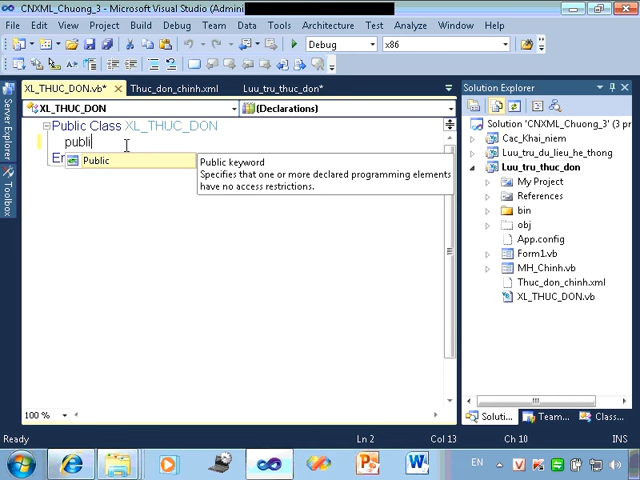 CNXML_Chuong_3 - Microsoft Visual Studio (Admini
File Edit View Project Build Debug Team Data Tools Architecture Test Analyze Window Help
Debug x86
XL_THUC_DON.vb* Thuc_don_chinh.xml Luu_tru_thuc_don*
Solution Explorer
XL_THUC_DON (Declarations)
Public Class XL_THUC_DON
publi
En
Public
Public keyword
Specifies that one or more declared programming elements
have no access restrictions.
Server Explorer
Toolbox
Solution 'CNXML_Chuong_3' (3 p
Cac_Khai_niem
Luu_tru_du_lieu_he_thong
Luu_tru_thuc_don
My Project
References
bin
obj
App.config
Form1.vb
MH_Chinh.vb
Thuc_don_chinh.xml
XL_THUC_DON.vb
100 %
Soluti... Team... Class...
Ready Ln 2 Col 13 Ch 10 INS
EN